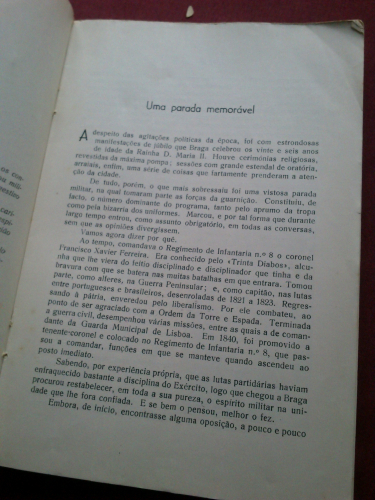 Uma parada memorável
A despeito das agitações políticas da época, foi com estrondosas
manifestações de júbilo que Braga celebrou os vinte e seis anos
de idade da Rainha D. Maria II. Houve cerimónias religiosas,
revestidas da máxima pompa; sessões com grande estendal de oratória,
arraiais, enfim, uma série de coisas que fartamente prenderam a aten-
ção da cidade.
De tudo, porém, o que mais sobressaíu foi uma vistosa parada
militar, na qual tomaram parte as forças da guarnição. Constituíu, de
facto, o número dominante do programa, tanto pelo aprumo da tropa
como pela bizarria dos uniformes. Marcou, e por tal forma que durante
largo tempo entrou, como assunto obrigatório, em todas as conversas,
sem que as opiniões divergissem.
Vamos agora dizer por quê.
Ao tempo, comandava o Regimento de Infantaria n.º 8 o coronel
Francisco Xavier Ferreira. Era conhecido pelo «Trinta Diabos», alcu-
nha que lhe viera do feitio disciplinado e disciplinador que tinha e da
bravura com que se batera nas muitas batalhas em que entrara. Tomou
parte, como alferes, na Guerra Peninsular; e, como capitão, nas lutas
entre portugueses e brasileiros, desenroladas de 1821 a 1823. Regres-
sando à pátria, enveredou pelo liberalismo. Por ele combateu, ao
ponto de ser agraciado com a Ordem da Torre e Espada. Terminada
a guerra civil, desempenhou várias missões, entre as quais a de coman-
dante da Guarda Municipal de Lisboa. Em 1840, foi promovido a
tenente-coronel e colocado no Regimento de Infantaria n.º 8, que pas-
sou a comandar, funções em que se manteve quando ascendeu ao
posto imediato.
Sabendo, por experiência própria, que as lutas partidárias haviam
enfraquecido bastante a disciplina do Exército, logo que chegou a Braga
procurou restabelecer, em toda a sua pureza, o espírito militar na uni-
dade que lhe fora confiada. E se bem o pensou, melhor o fez.
Embora, de início, encontrasse alguma oposição, a pouco e pouco